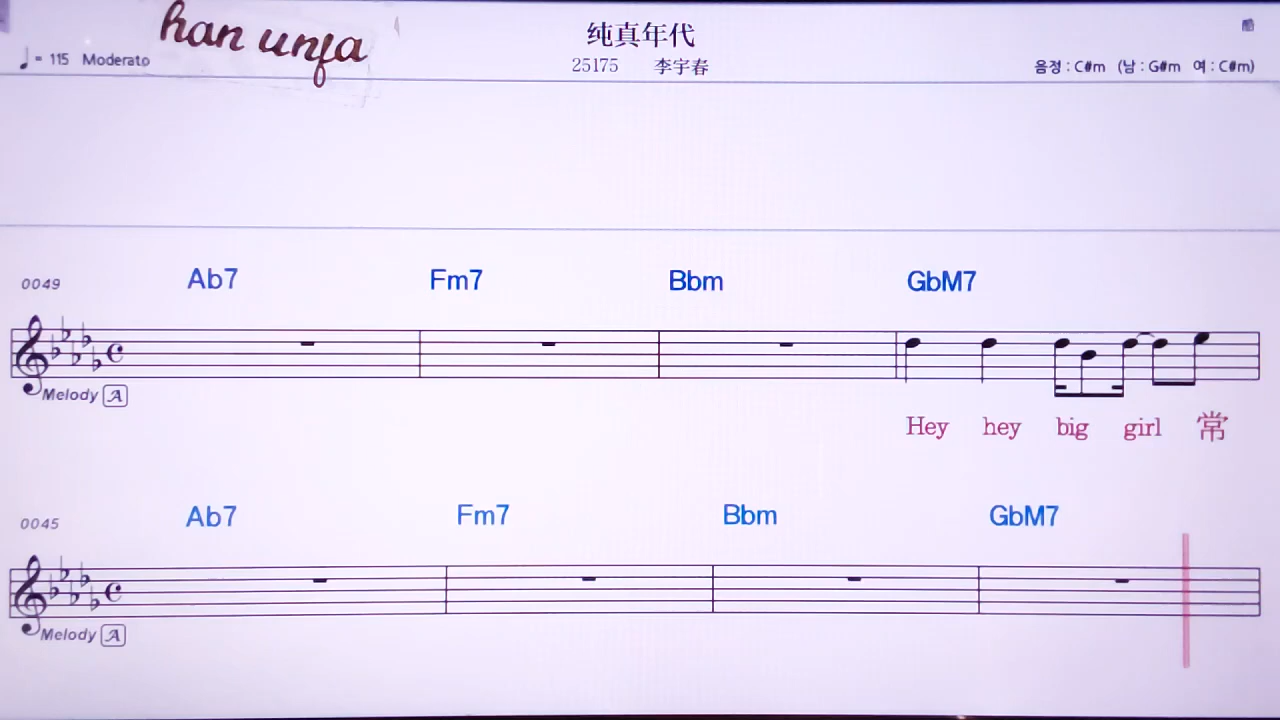 han unfa
纯真年代
♩= 115 Moderato
25175 李宇春
음정 : C#m (남 : G#m 여 : C#m)
0049 Ab7 Fm7 Bbm GbM7
Melody A
Hey hey big girl 常
0045 Ab7 Fm7 Bbm GbM7
Melody A